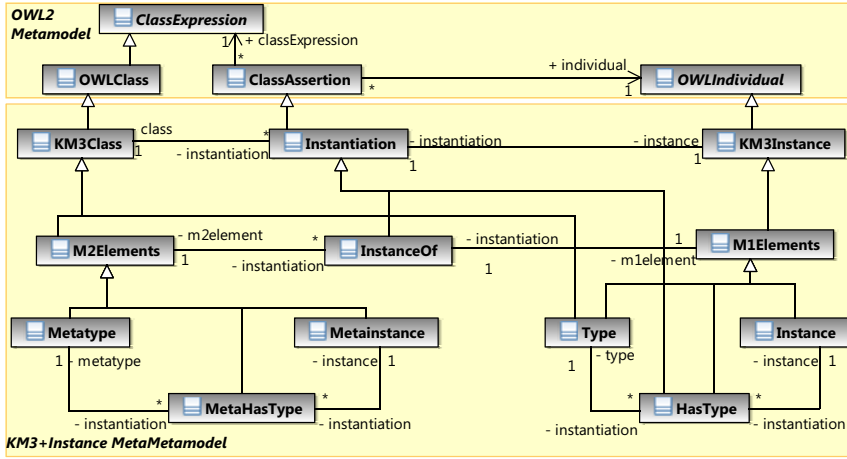 OWL2
Metamodel
ClassExpression
1
+ classExpression
*
OWLClass
ClassAssertion
+ individual
*
1
OWLIndividual
KM3Class
class
1
*
- instantiation
Instantiation
- instantiation
1
- instance
1
KM3Instance
M2Elements
- m2element
1
*
- instantiation
InstanceOf
- instantiation
1
1
- m1element
M1Elements
Metatype
Metainstance
Type
Instance
1
- metatype
- instance
1
1
- type
- instance
1
*
- instantiation
MetaHasType
*
- instantiation
*
- instantiation
HasType
*
- instantiation
KM3+Instance MetaMetamodel